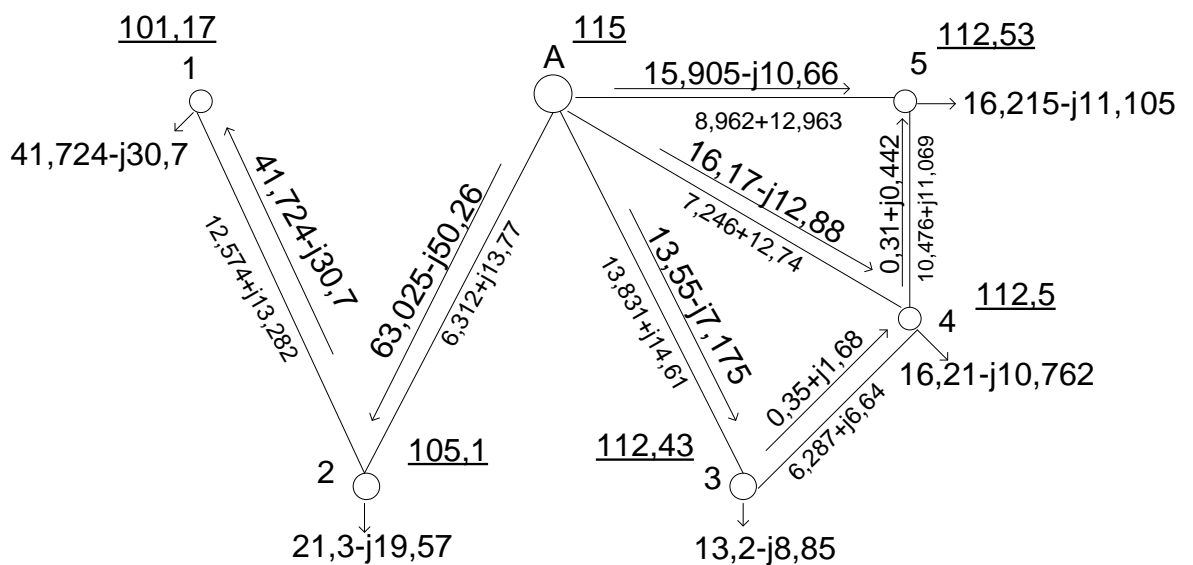 101,17
1
41,724-j30,7
41,724-j30,7
12,574+j13,282
115
A
63,025-j50,26
6,312+j13,77
2
105,1
21,3-j19,57
15,905-j10,66
8,962+12,963
16,17-j12,88
7,246+12,74
13,55-j7,175
13,831+j14,61
112,43
3
13,2-j8,85
0,35+j1,68
6,287+j6,64
112,53
5
16,215-j11,105
0,31+j0,442
10,476+j11,069
112,5
4
16,21-j10,762